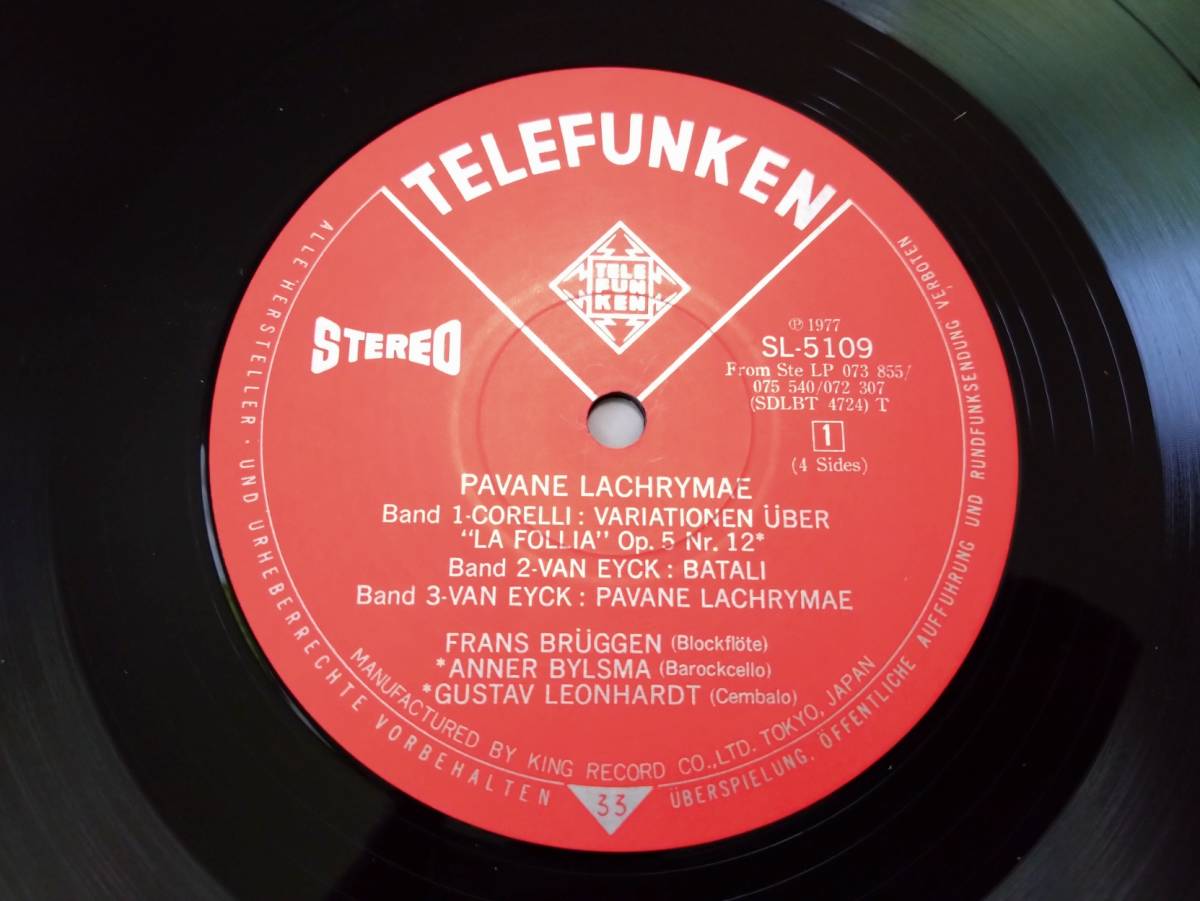 TELEFUNKEN
TELE
FUN
KEN
STEREO
℗ 1977
SL-5109
From Ste LP 073 855/
075 540/072 307
(SDLBT 4724) T
1
(4 Sides)
PAVANE LACHRYMAE
Band 1-CORELLI : VARIATIONEN ÜBER
"LA FOLLIA" Op. 5 Nr. 12*
Band 2-VAN EYCK : BATALI
Band 3-VAN EYCK : PAVANE LACHRYMAE
FRANS BRÜGGEN (Blockflöte)
*ANNER BYLSMA (Barockcello)
*GUSTAV LEONHARDT (Cembalo)
MANUFACTURED BY KING RECORD CO.,LTD. TOKYO, JAPAN
ALLE HERSTELLER - UND URHEBERRECHTE VORBEHALTEN
33
ÜBERSPIELUNG, ÖFFENTLICHE AUFFÜHRUNG UND RUNDFUNKSENDUNG VERBOTEN